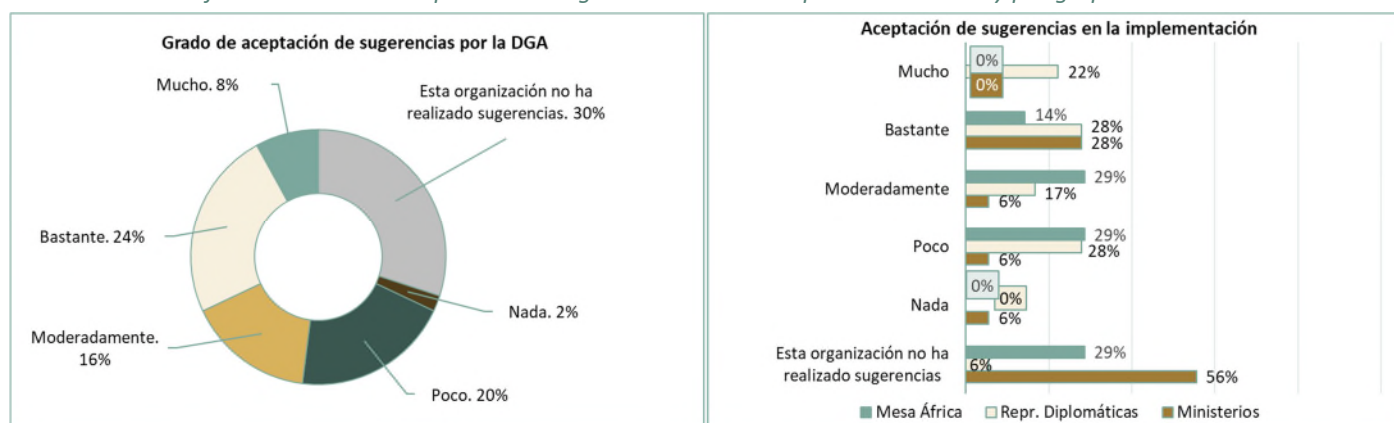 Grado de aceptación de sugerencias por la DGA
Mucho. 8%
Esta organización no ha
realizado sugerencias. 30%
Bastante. 24%
Nada. 2%
Moderadamente.
16%
Poco. 20%
Aceptación de sugerencias en la implementación
Mucho
0%
22%
0%
Bastante
14%
28%
28%
Moderadamente
29%
17%
6%
Poco
29%
28%
6%
Nada
0%
0%
6%
Esta organización no ha
realizado sugerencias
29%
6%
56%
Mesa África
Repr. Diplomáticas
Ministerios